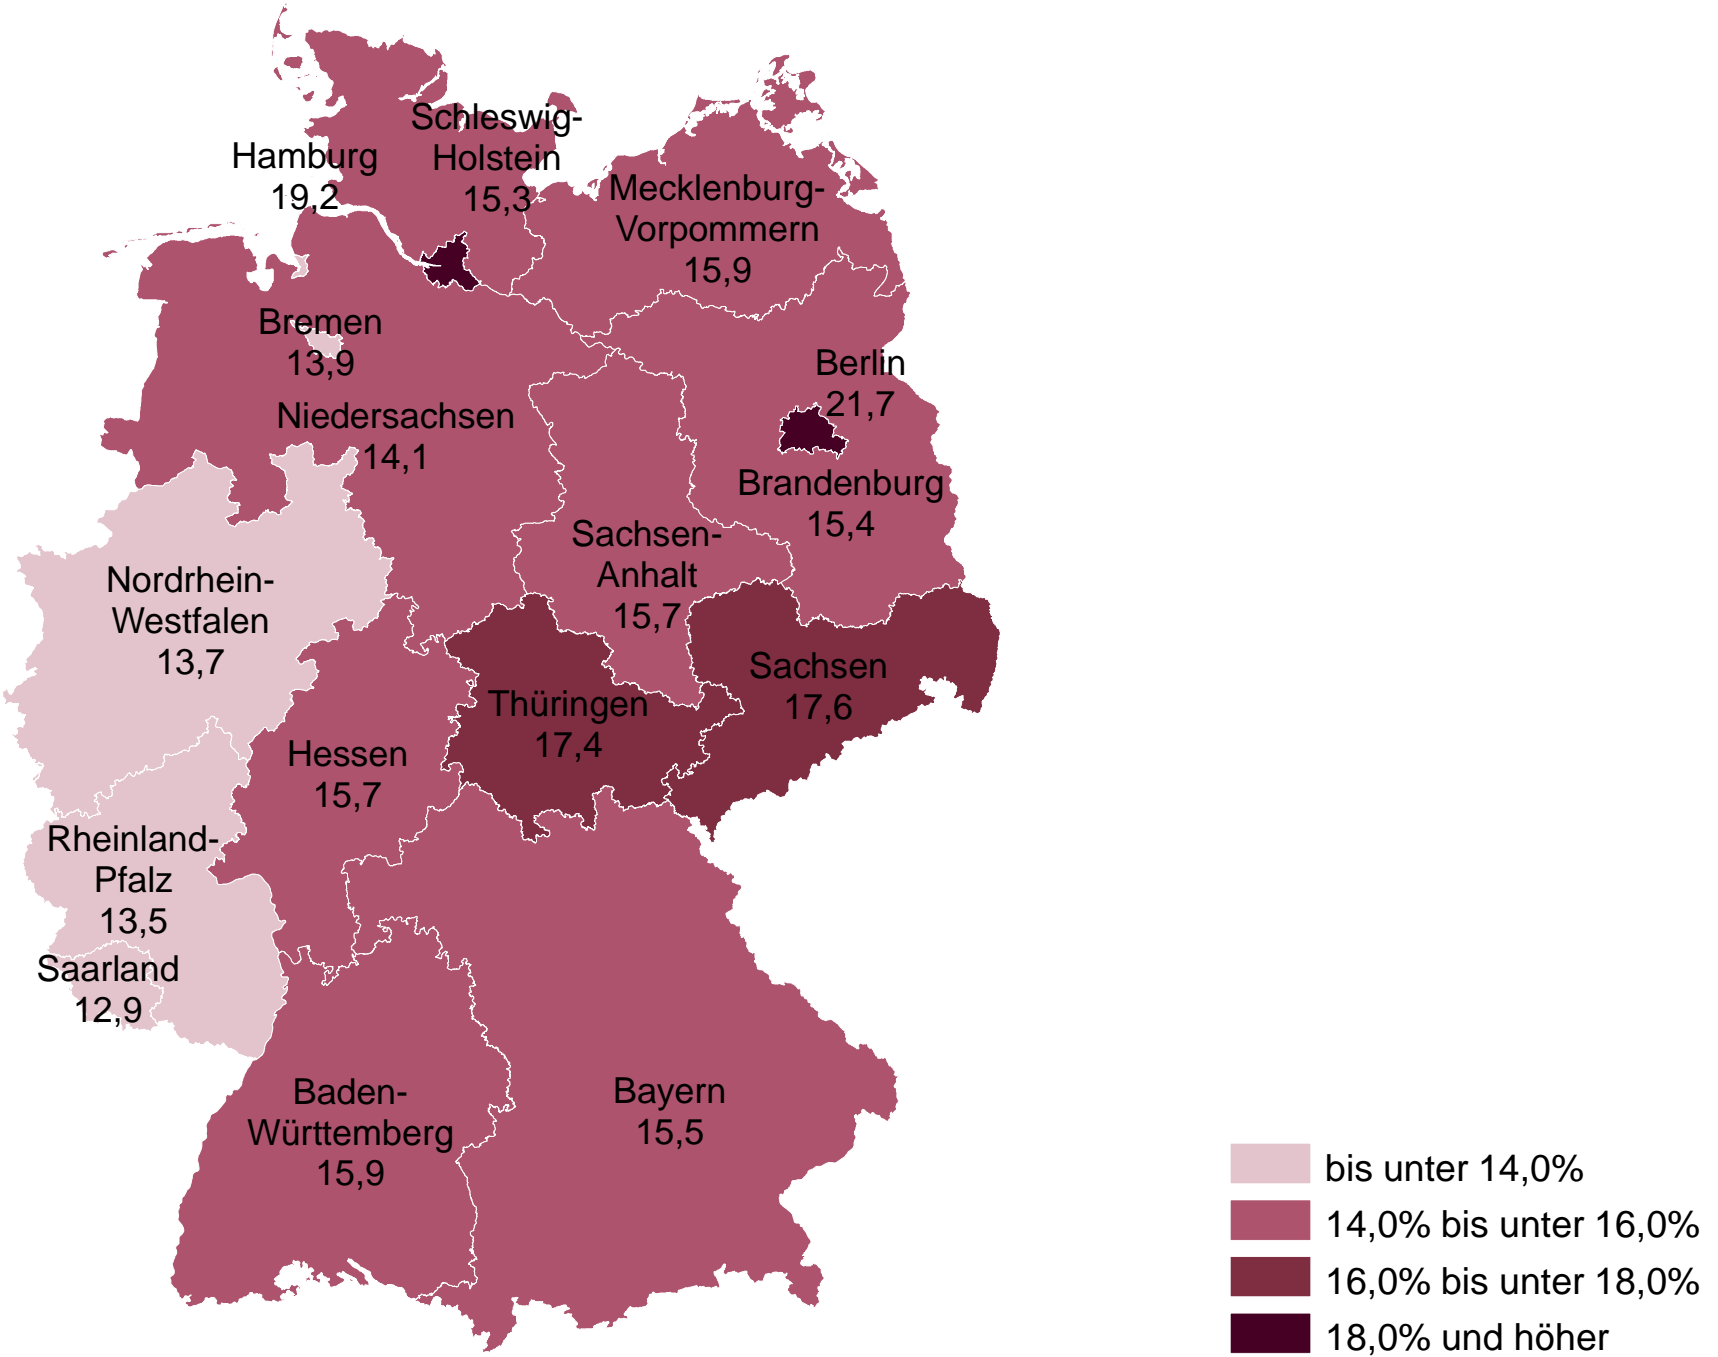 Schleswig-
Holstein
15,3
Hamburg
19,2
Mecklenburg-
Vorpommern
15,9
Bremen
13,9
Berlin
21,7
Niedersachsen
14,1
Brandenburg
15,4
Sachsen-
Anhalt
15,7
Nordrhein-
Westfalen
13,7
Sachsen
17,6
Thüringen
17,4
Hessen
15,7
Rheinland-
Pfalz
13,5
Saarland
12,9
Baden-
Württemberg
15,9
Bayern
15,5
bis unter 14,0%
14,0% bis unter 16,0%
16,0% bis unter 18,0%
18,0% und höher